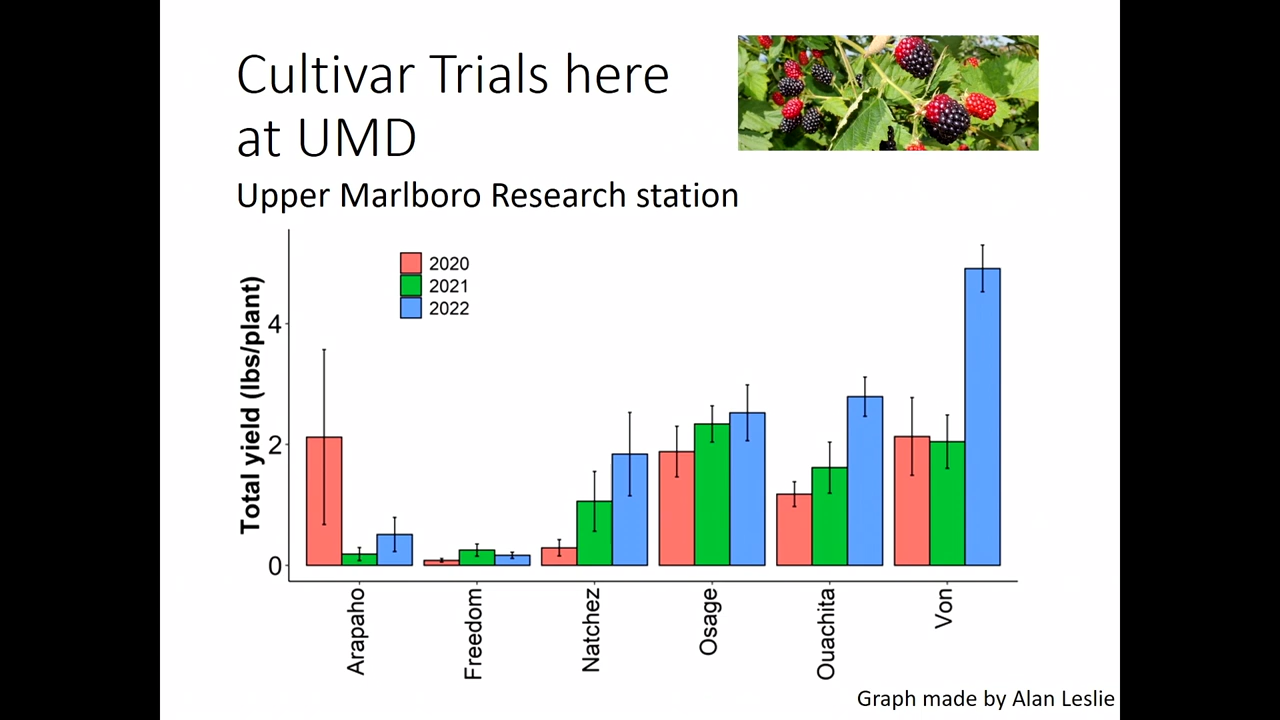 Cultivar Trials here
at UMD
Upper Marlboro Research station
2020
2021
2022
Total yield (lbs/plant)
4
2
0
Arapaho
Freedom
Natchez
Osage
Ouachita
Von
Graph made by Alan Leslie